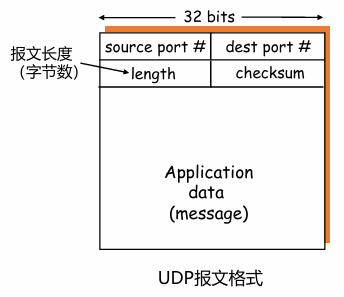 32 bits
source port # dest port #
报文长度
（字节数）
length checksum
Application
data
(message)
UDP报文格式